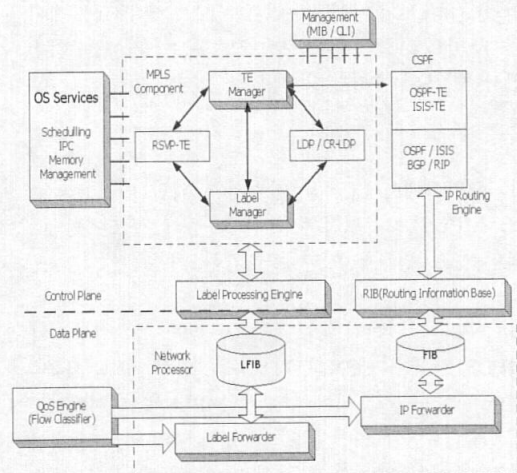 Management
(MIB / CLI)
MPLS
Component
TE
Manager
CSPF
OSPF-TE
ISIS-TE
OS Services
Schedulling
IPC
Memory
Management
RSVP-TE
LDP / CR-LDP
OSPF / ISIS
BGP / RIP
Label
Manager
IP Routing
Engine
Control Plane
Label Processing Eingine
RIB(Routing Information Base)
Data Plane
Network
Processor
LFIB
FIB
QoS Engine
(Flow Classifier)
IP Forwarder
Label Forwarder